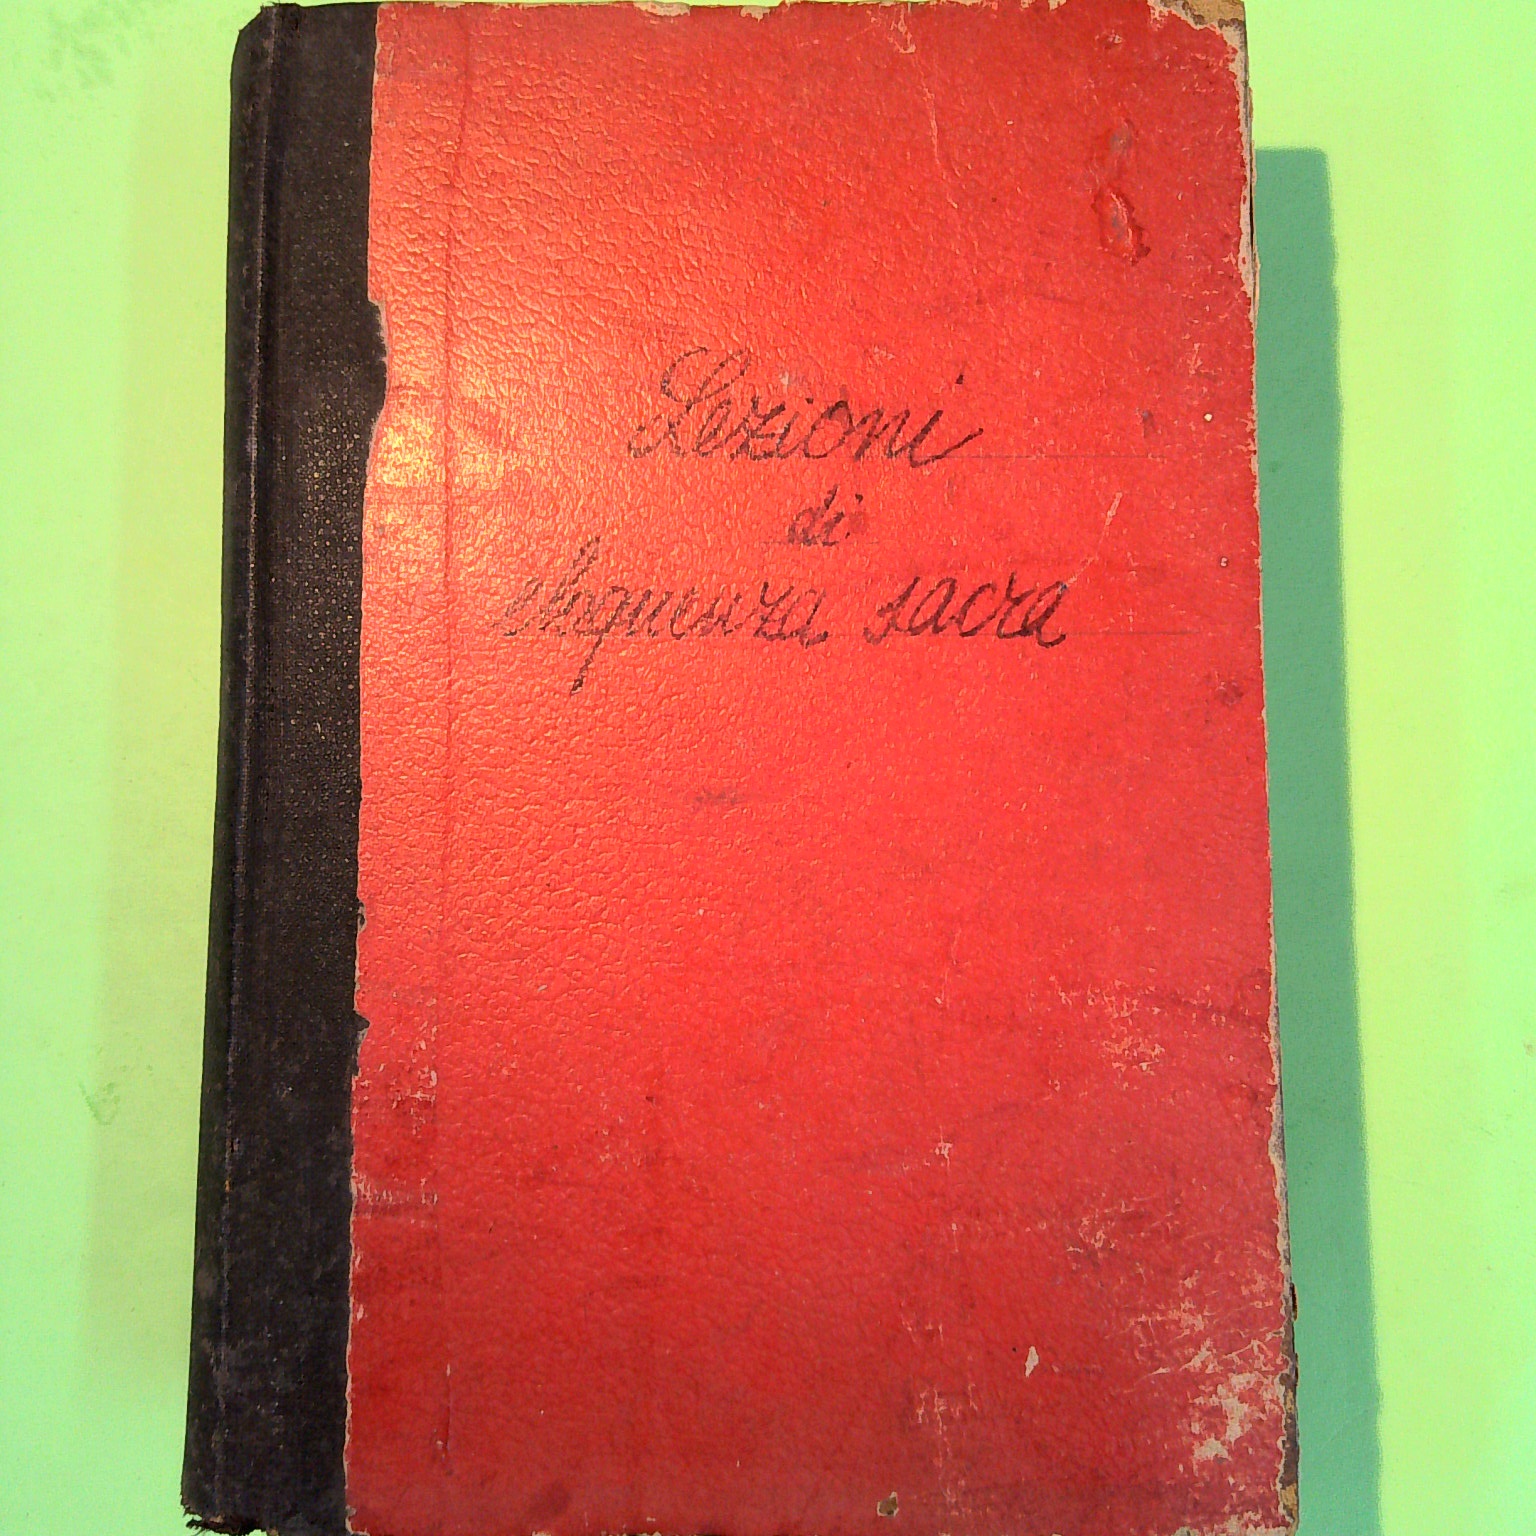 Lezioni
di
eloquenza sacra